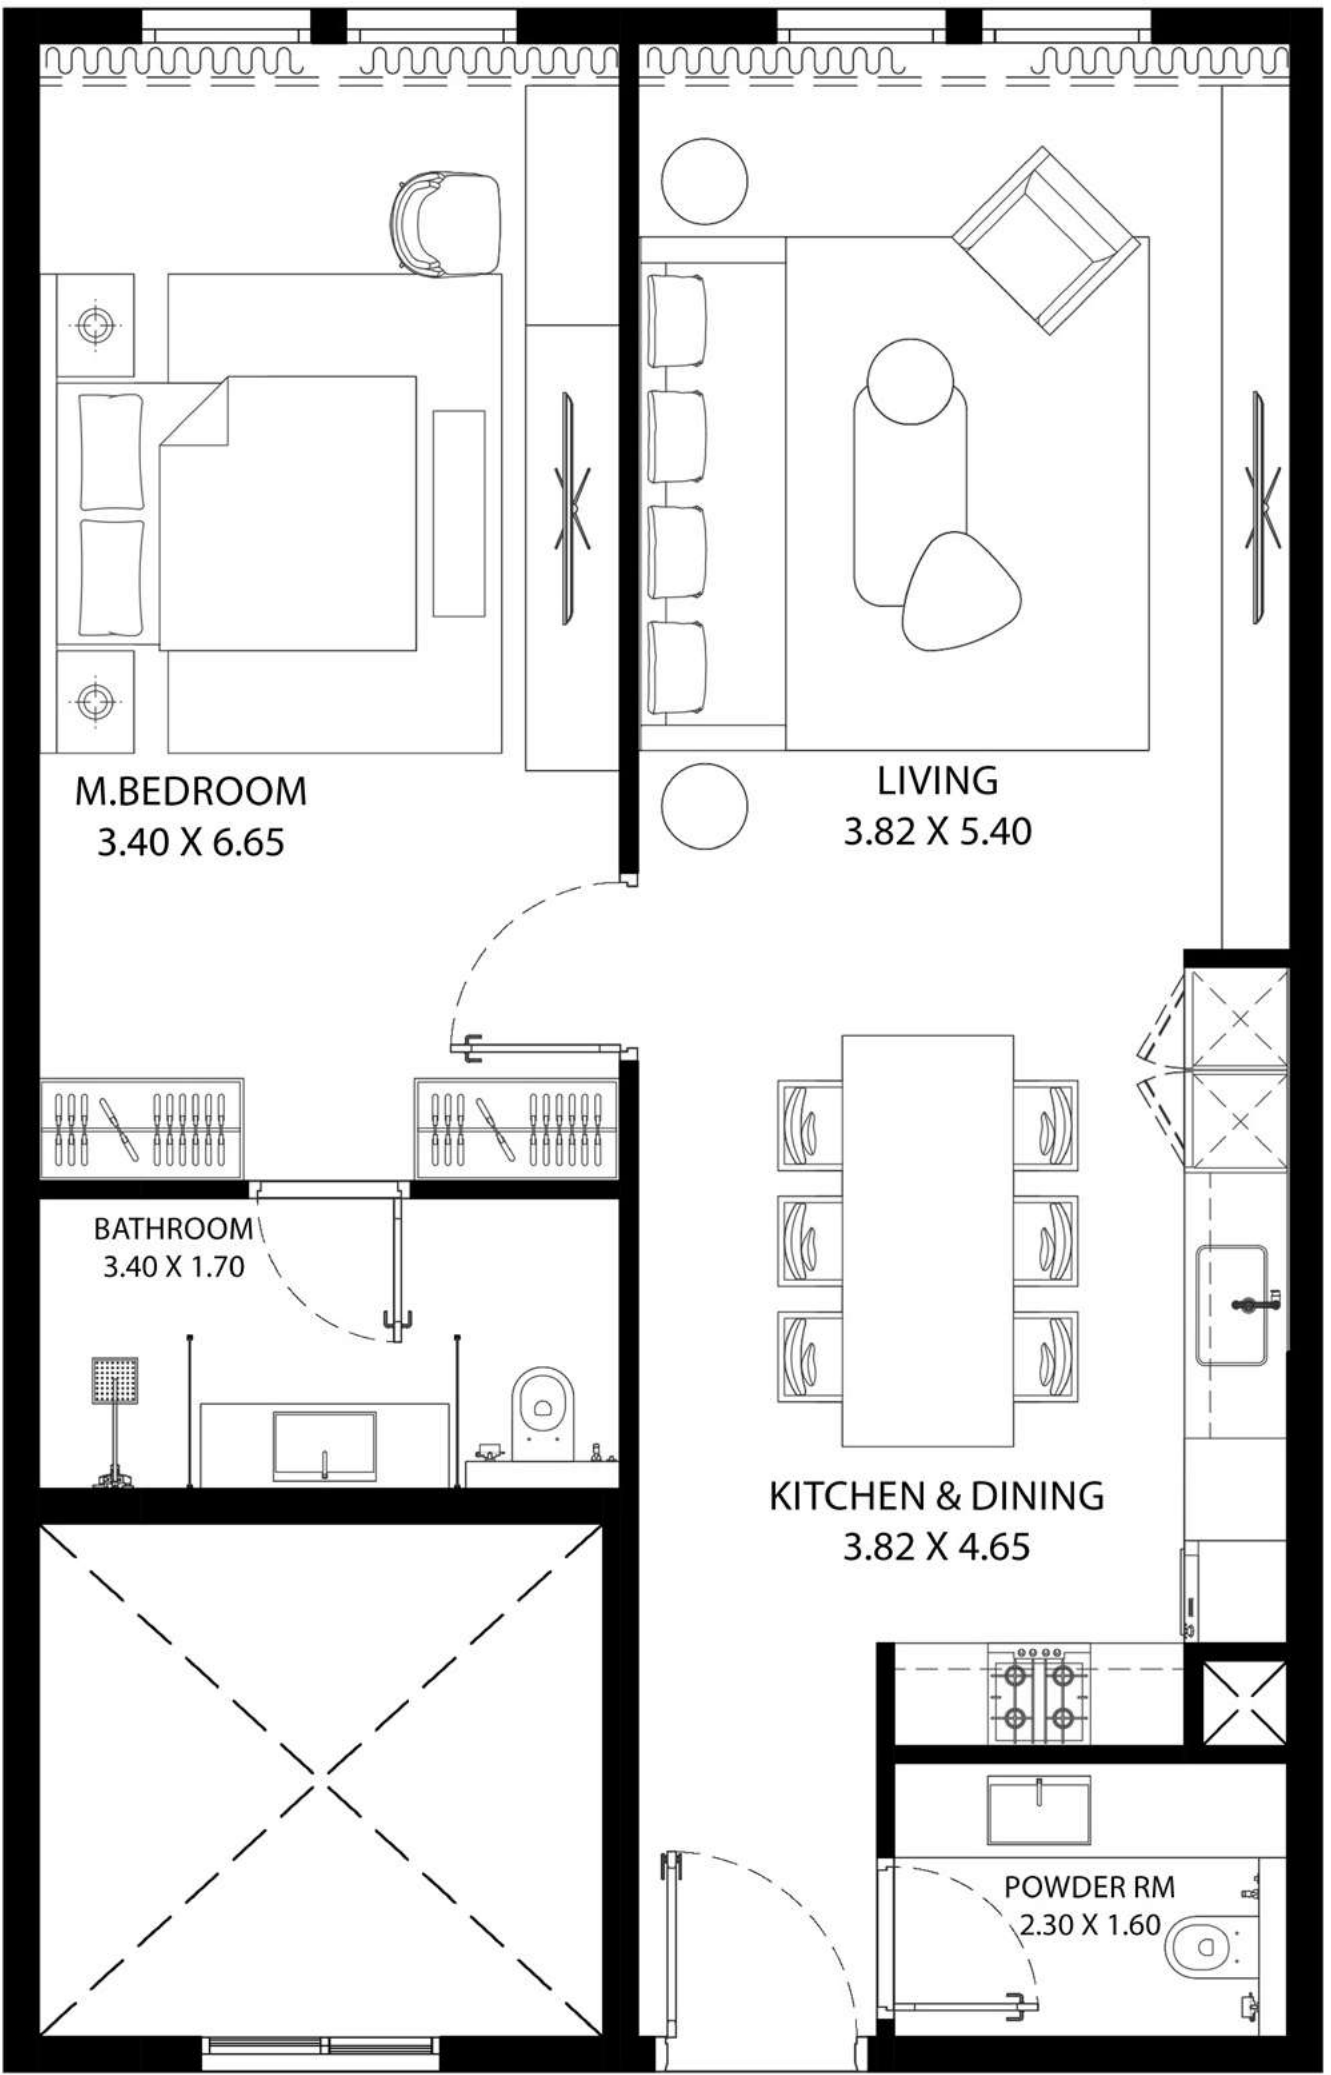 M.BEDROOM
3.40 X 6.65
LIVING
3.82 X 5.40
BATHROOM
3.40 X 1.70
KITCHEN & DINING
3.82 X 4.65
POWDER RM
2.30 X 1.60